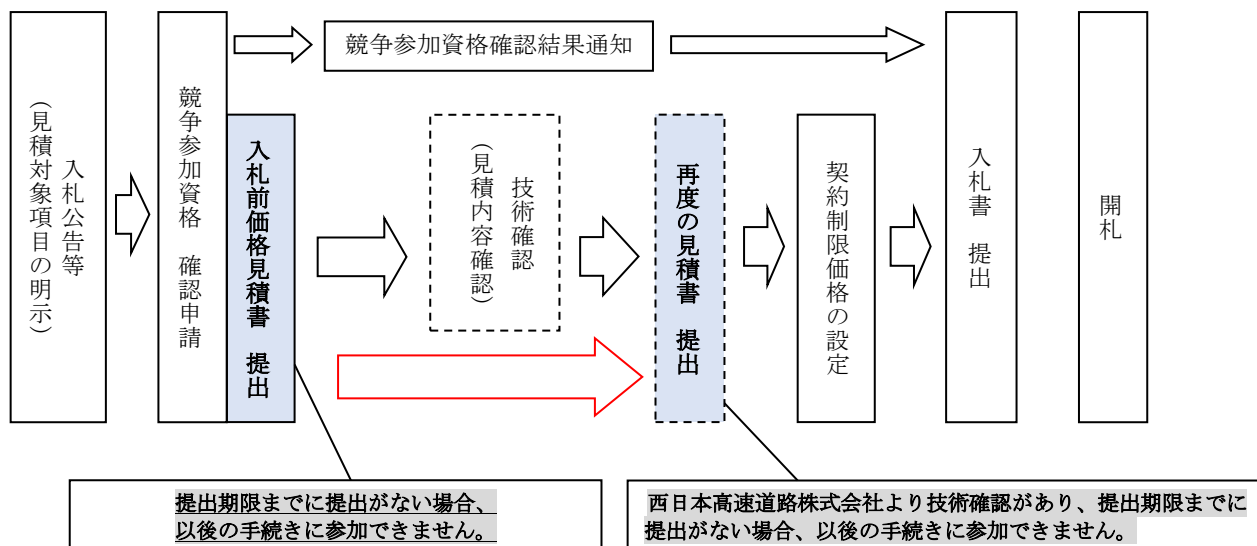 入札公告等
（見積対象項目の明示）
競争参加資格　確認申請
入札前価格見積書　提出
競争参加資格確認結果通知
技術確認
（見積内容確認）
再度の見積書　提出
契約制限価格の設定
入札書　提出
開札
提出期限までに提出がない場合、
以後の手続きに参加できません。
西日本高速道路株式会社より技術確認があり、提出期限までに
提出がない場合、以後の手続きに参加できません。